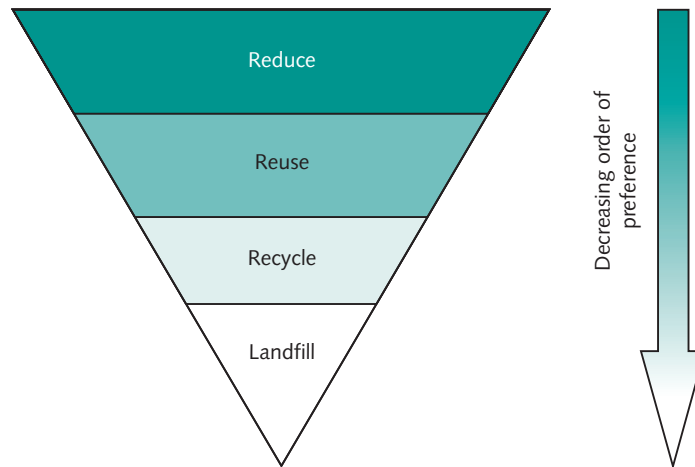 Reduce
Reuse
Recycle
Landfill
Decreasing order of
preference